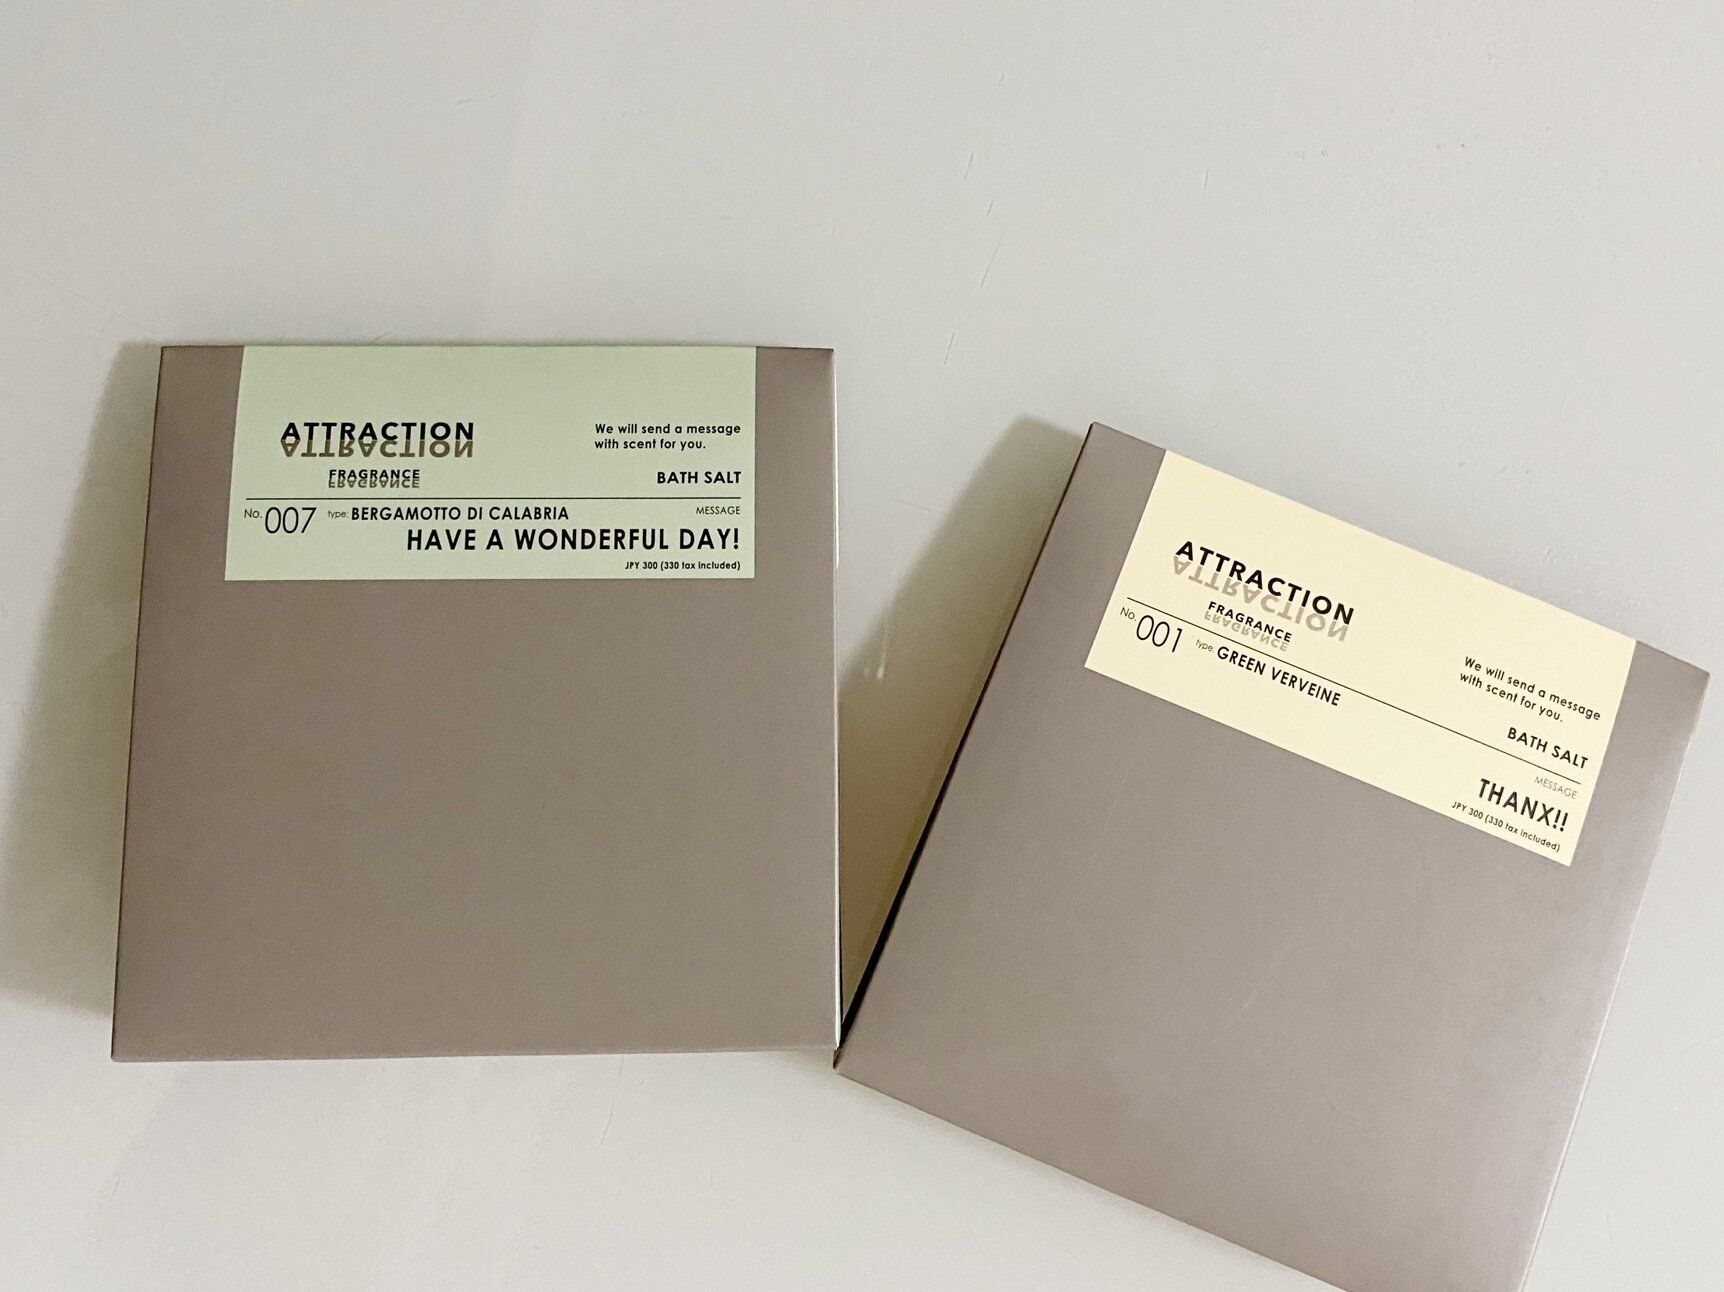 ATTRACTION
ATTRACTION
FRAGRANCE
FRAGRANCE
We will send a message
with scent for you.
BATH SALT
No. 007 type: BERGAMOTTO DI CALABRIA
MESSAGE
HAVE A WONDERFUL DAY!
JPY 300 (330 tax included)
ATTRACTION
ATTRACTION
FRAGRANCE
FRAGRANCE
We will send a message
with scent for you.
BATH SALT
No. 001 type: GREEN VERVEINE
MESSAGE
THANX!!
JPY 300 (330 tax included)